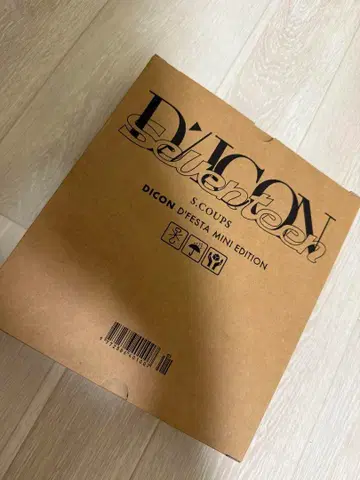 D'ICON
Seventeen
S.COUPS
DICON D'FESTA MINI EDITION